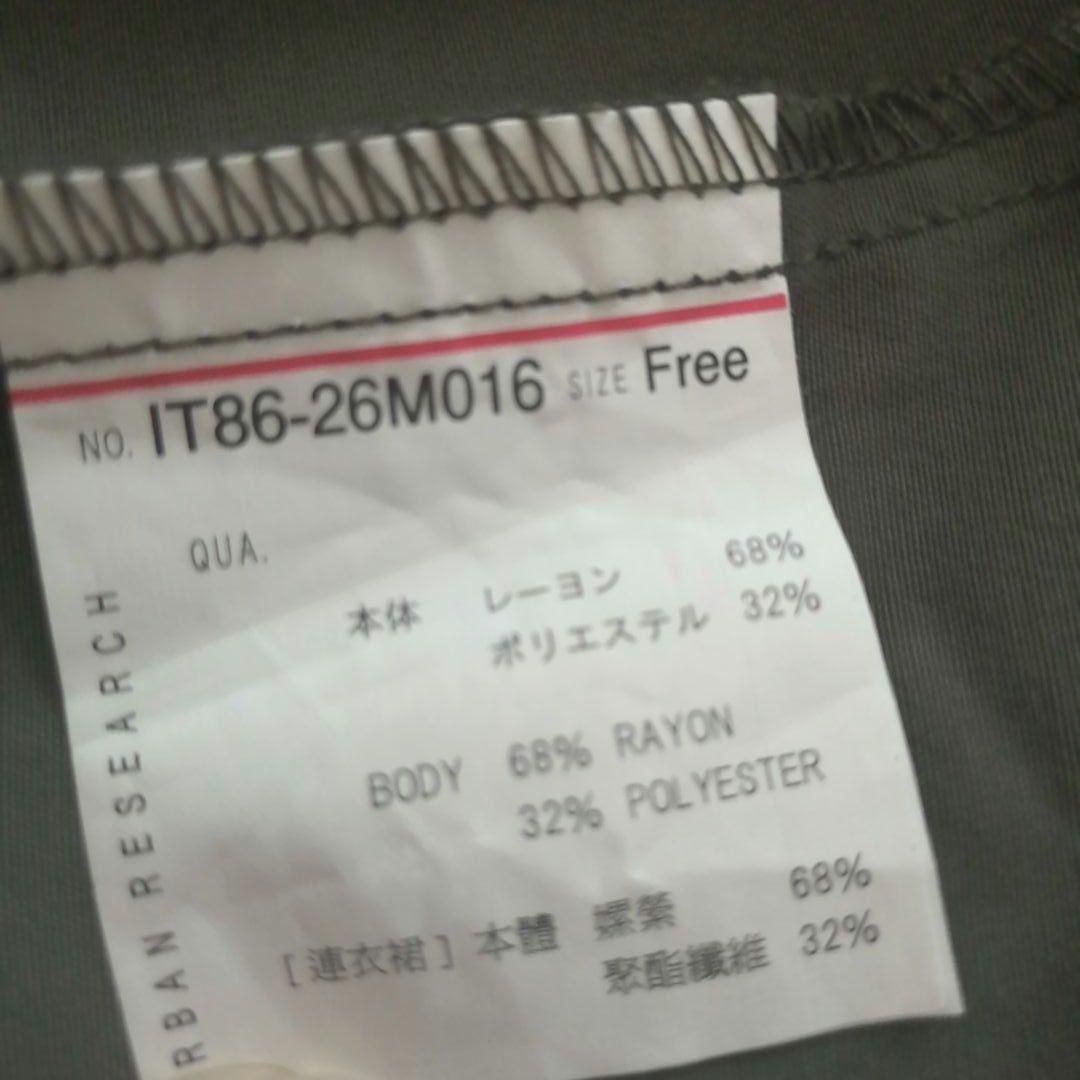 NO. IT86-26M016 SIZE Free
QUA.
本体 レーヨン 68%
ポリエステル 32%
BODY 68% RAYON
32% POLYESTER
[連衣裙] 本體 嫘縈 68%
聚酯纖維 32%
RBAN RESEARCH